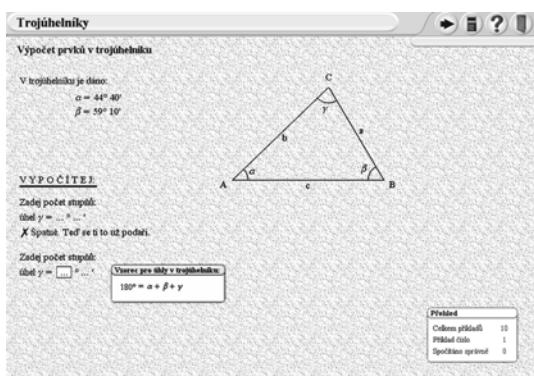 Trojúhelníky
?
Výpočet prvků v trojúhelníku
V trojúhelníku je dáno:
α = 44° 40'
β = 59° 10'
C
γ
b
a
α
β
A
c
B
VYPOČÍTEJ:
Zadej počet stupňů:
úhel γ = ... ° ... '
✗ Špatně. Teď se ti to už podaří.
Zadej počet stupňů:
úhel γ = ... ° ... '
Vzorec pro úhly v trojúhelníku:
180° = α + β + γ
Přehled
Celkem příkladů 10
Příklad číslo 1
Spočítáno správně 0